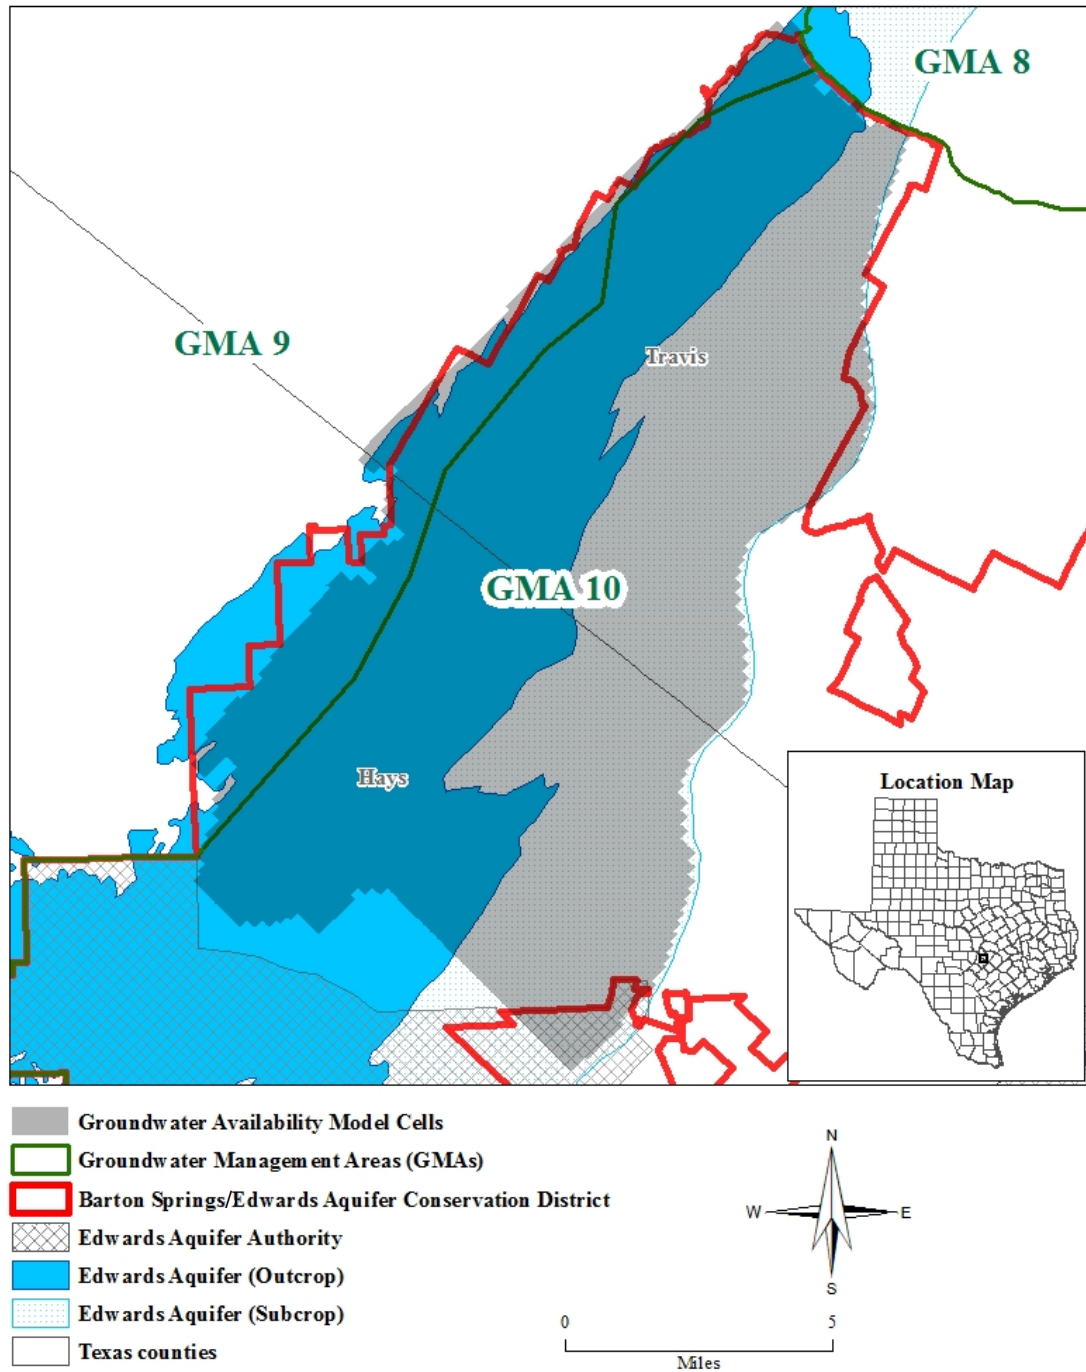 GMA 8
GMA 9
Travis
GMA 10
Hays
Location Map
Groundwater Availability Model Cells
Groundwater Management Areas (GMAs)
Barton Springs/Edwards Aquifer Conservation District
Edwards Aquifer Authority
Edwards Aquifer (Outcrop)
Edwards Aquifer (Subcrop)
Texas counties
N
W E
S
0 5
Miles